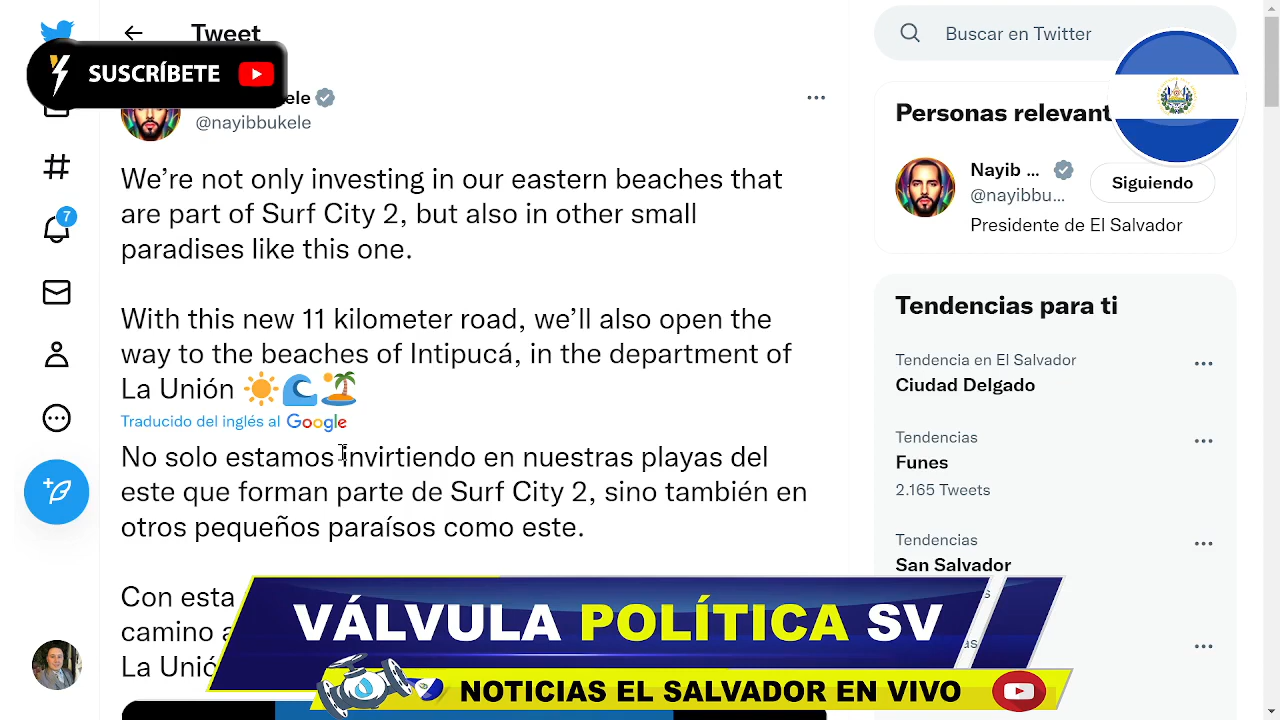 Tweet
Buscar en Twitter
SUSCRÍBETE
@nayibbukele
We're not only investing in our eastern beaches that
are part of Surf City 2, but also in other small
paradises like this one.
With this new 11 kilometer road, we'll also open the
way to the beaches of Intipucá, in the department of
La Unión
Traducido del inglés al Google
No solo estamos invirtiendo en nuestras playas del
este que forman parte de Surf City 2, sino también en
otros pequeños paraísos como este.
Con esta
camino
7
Personas
Nayib ...
@nayibbu...
Siguiendo
Presidente de El Salvador
Tendencias para ti
Tendencia en El Salvador
Ciudad Delgado
Tendencias
Funes
2.165 Tweets
Tendencias
San Salvador
VÁLVULA POLÍTICA SV
NOTICIAS EL SALVADOR EN VIVO